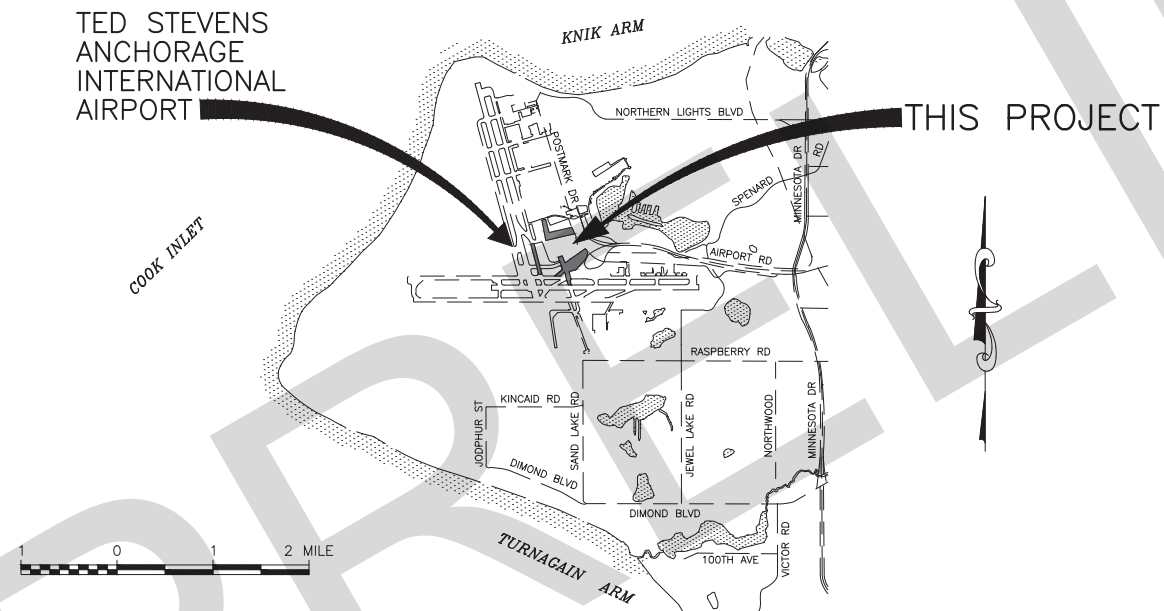 TED STEVENS
ANCHORAGE
INTERNATIONAL
AIRPORT
KNIK ARM
NORTHERN LIGHTS BLVD
THIS PROJECT
POSTMARK DR
MINNESOTA DR
RD
SPENARD
COOK INLET
AIRPORT RD
RASPBERRY RD
KINCAID RD
JODPHUR ST
SAND LAKE RD
JEWEL LAKE RD
NORTHWOOD
MINNESOTA DR
DIMOND BLVD
DIMOND BLVD
TURNAGAIN ARM
100TH AVE
VICTOR RD
1 0 1 2 MILE
PRELI